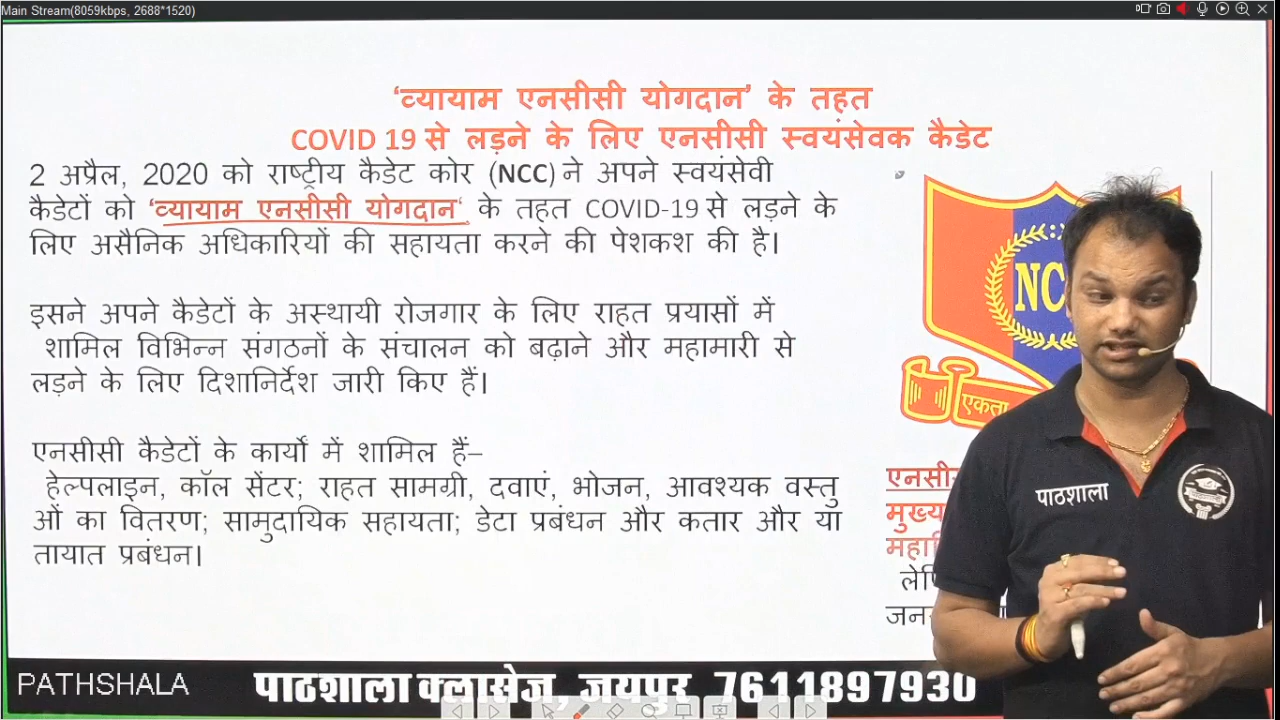 Main Stream(8059kbps, 2688*1520)
‘व्यायाम एनसीसी योगदान’ के तहत
COVID 19 से लड़ने के लिए एनसीसी स्वयंसेवक कैडेट
2 अप्रैल, 2020 को राष्ट्रीय कैडेट कोर (NCC) ने अपने स्वयंसेवी
कैडेटों को ‘व्यायाम एनसीसी योगदान‘ के तहत COVID-19 से लड़ने के
लिए असैनिक अधिकारियों की सहायता करने की पेशकश की है।
इसने अपने कैडेटों के अस्थायी रोजगार के लिए राहत प्रयासों में
शामिल विभिन्न संगठनों के संचालन को बढ़ाने और महामारी से
लड़ने के लिए दिशानिर्देश जारी किए हैं।
एनसीसी कैडेटों के कार्यों में शामिल हैं–
हेल्पलाइन, कॉल सेंटर; राहत सामग्री, दवाएं, भोजन, आवश्यक वस्तु
ओं का वितरण; सामुदायिक सहायता; डेटा प्रबंधन और कतार और या
तायात प्रबंधन।
NC
एकता
मुख्य
जन
पाठशाला
PATHSHALA
पाठशाला क्लासेज, जयपुर 7611897930